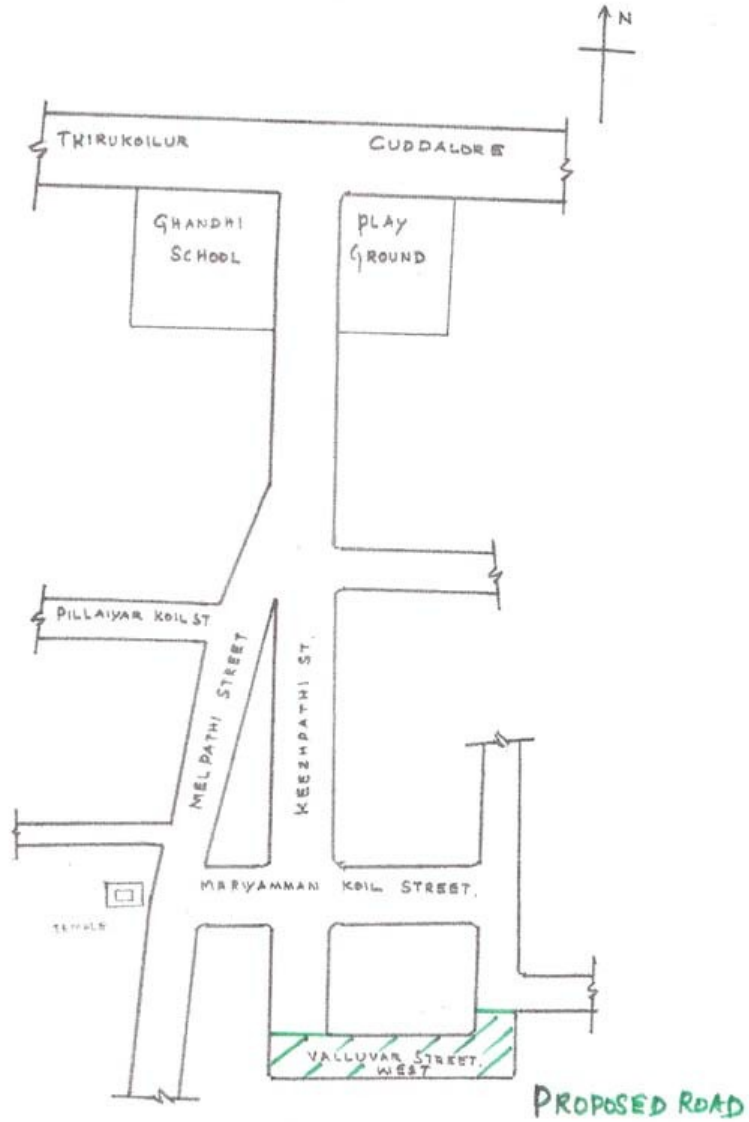 N
THIRUKOILUR
CUDDALORE
GHANDHI
SCHOOL
PLAY
GROUND
PILLAIYAR KOIL ST
MELPATHI STREET
KEEZHPATHI ST.
MARIYAMMAN KOIL STREET.
TEMPLE
VALLUVAR STREET,
WEST
PROPOSED ROAD